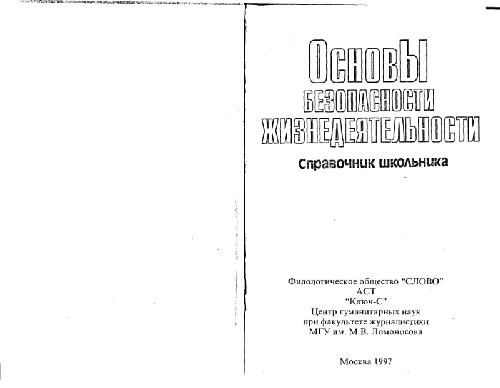 ОсновЫ
БЕЗОПАСНОСТИ
ЖИЗНЕДЕЯТЕЛЬНОСТИ
Справочник школьника
Филологическое общество "СЛОВО"
АСТ
"Ключ-С"
Центр гуманитарных наук
при факультете журналистики
МГУ им. М.В. Ломоносова
Москва 1997